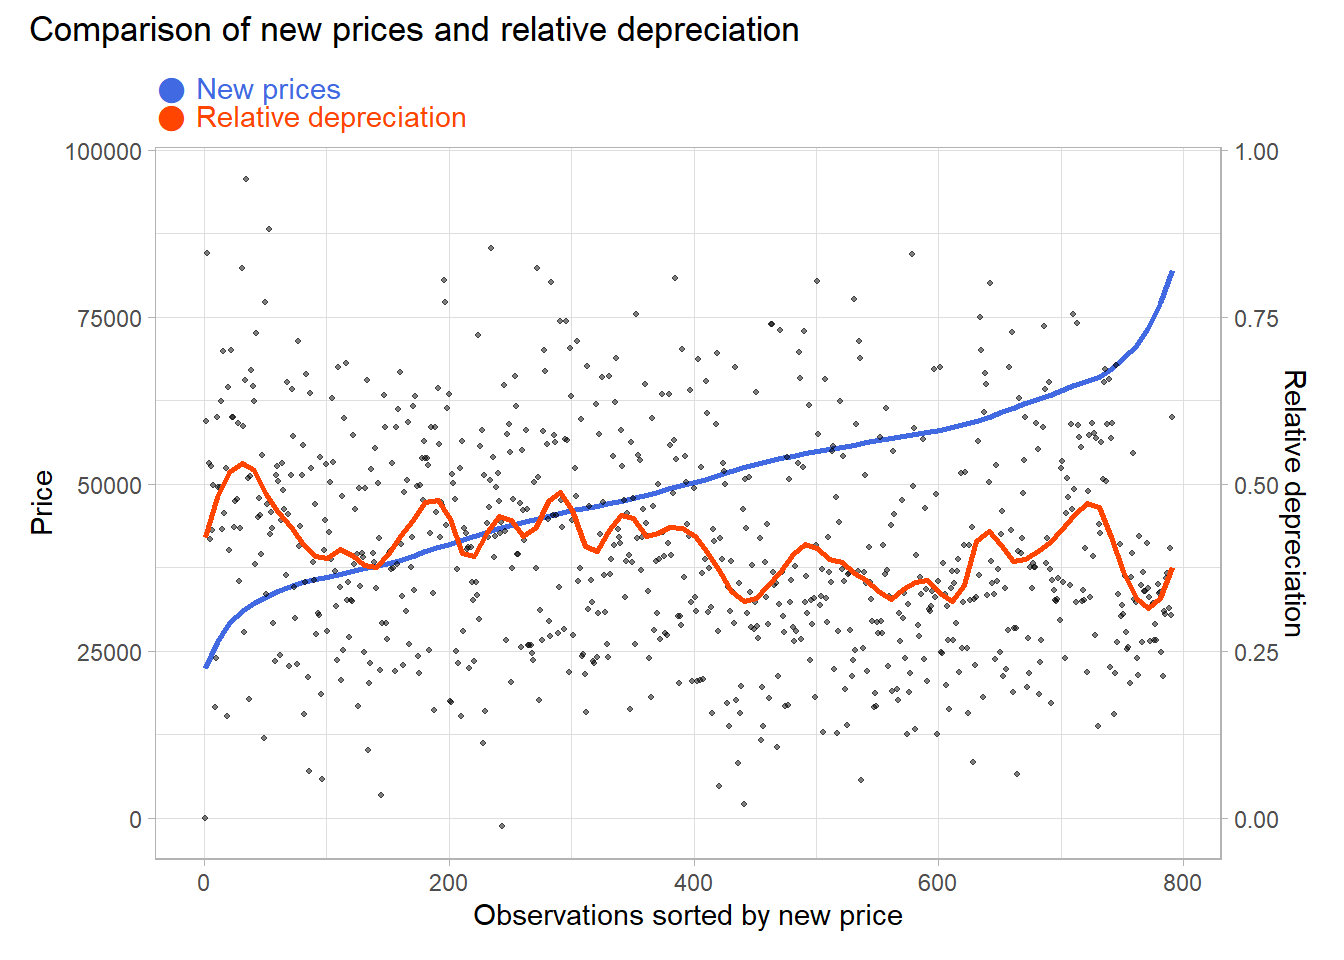 Comparison of new prices and relative depreciation
New prices
Relative depreciation
100000
75000
50000
25000
0
Price
1.00
0.75
0.50
0.25
0.00
Relative depreciation
0
200
400
600
800
Observations sorted by new price